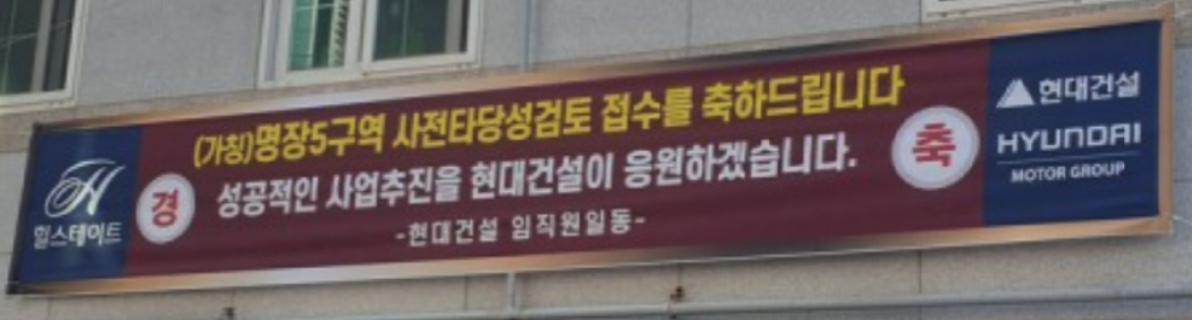 힐스테이트
경
(가칭)명장5구역 사전타당성검토 접수를 축하드립니다
성공적인 사업추진을 현대건설이 응원하겠습니다.
-현대건설 임직원일동-
축
현대건설
HYUNDAI
MOTOR GROUP